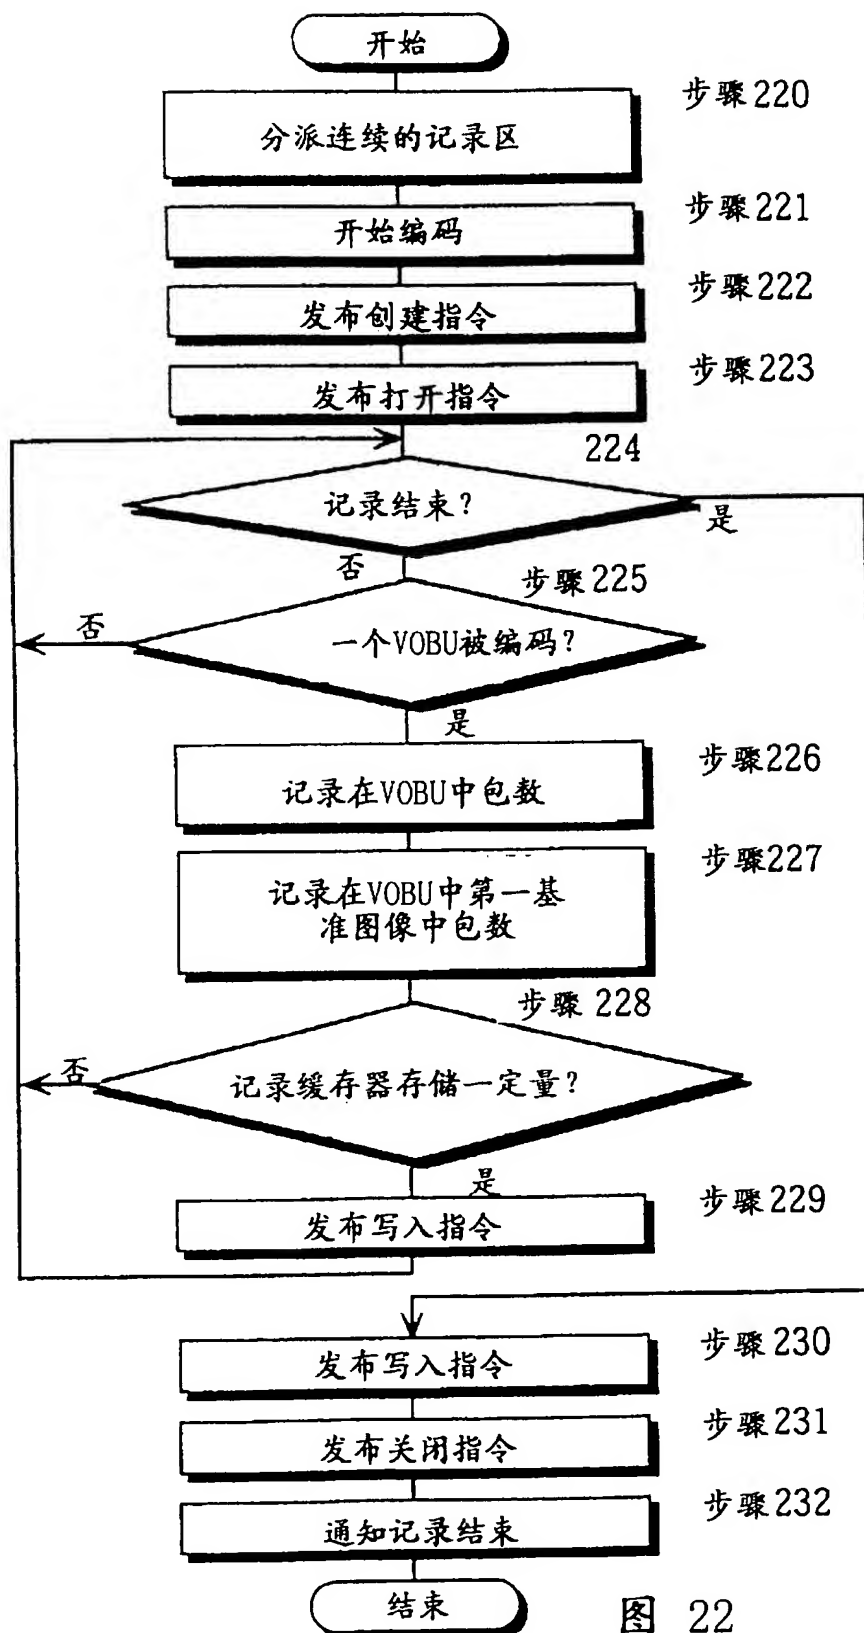 开始
步骤220
分派连续的记录区
步骤221
开始编码
步骤222
发布创建指令
步骤223
发布打开指令
224
记录结束?
是
否
步骤225
否
一个VOBU被编码?
是
步骤226
记录在VOBU中包数
步骤227
记录在VOBU中第一基
准图像中包数
步骤 228
否
记录缓存器存储一定量?
是
步骤229
发布写入指令
步骤230
发布写入指令
步骤231
发布关闭指令
步骤232
通知记录结束
结束
图 22